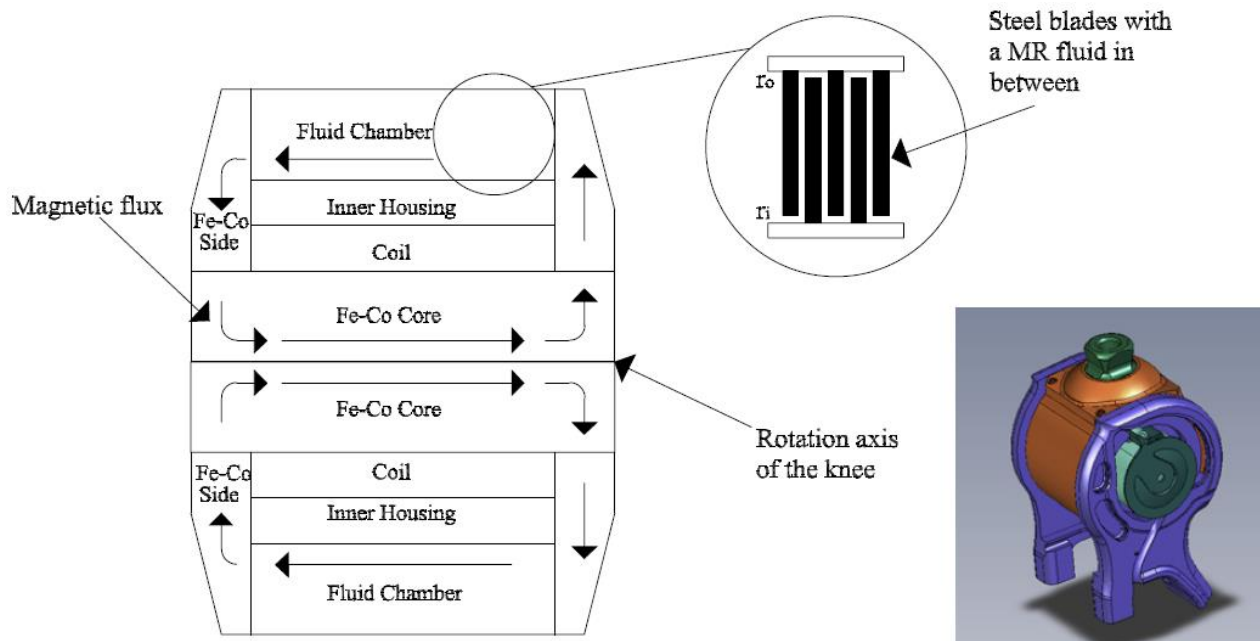 Steel blades with
a MR fluid in
between
ro
ri
Fluid Chamber
Magnetic flux
Fe-Co
Side
Inner Housing
Coil
Fe-Co Core
Fe-Co Core
Rotation axis
of the knee
Fe-Co
Side
Coil
Inner Housing
Fluid Chamber